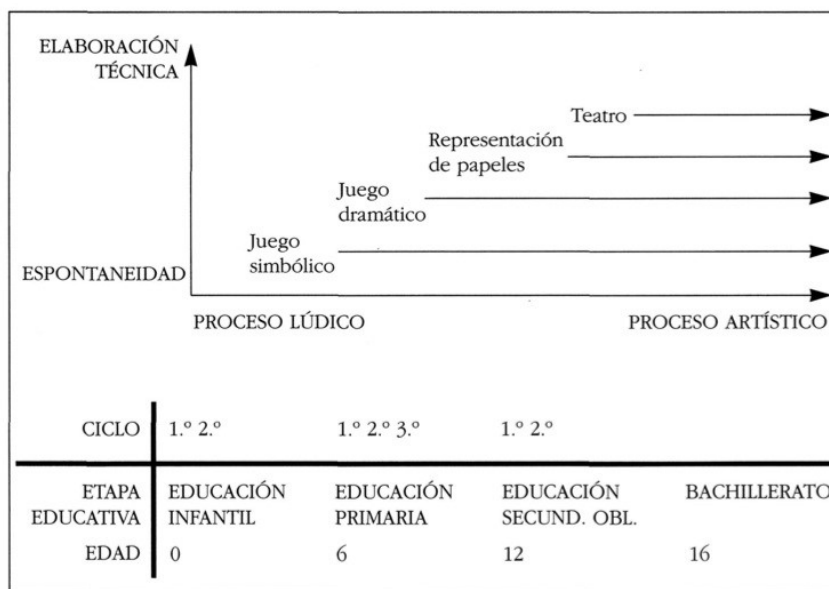 ELABORACIÓN
TÉCNICA
Teatro
Representación
de papeles
Juego
dramático
Juego
simbólico
ESPONTANEIDAD
PROCESO LÚDICO PROCESO ARTÍSTICO
CICLO 1.º 2.º 1.º 2.º 3.º 1.º 2.º
ETAPA EDUCACIÓN EDUCACIÓN EDUCACIÓN BACHILLERATO
EDUCATIVA INFANTIL PRIMARIA SECUND. OBL.
EDAD 0 6 12 16